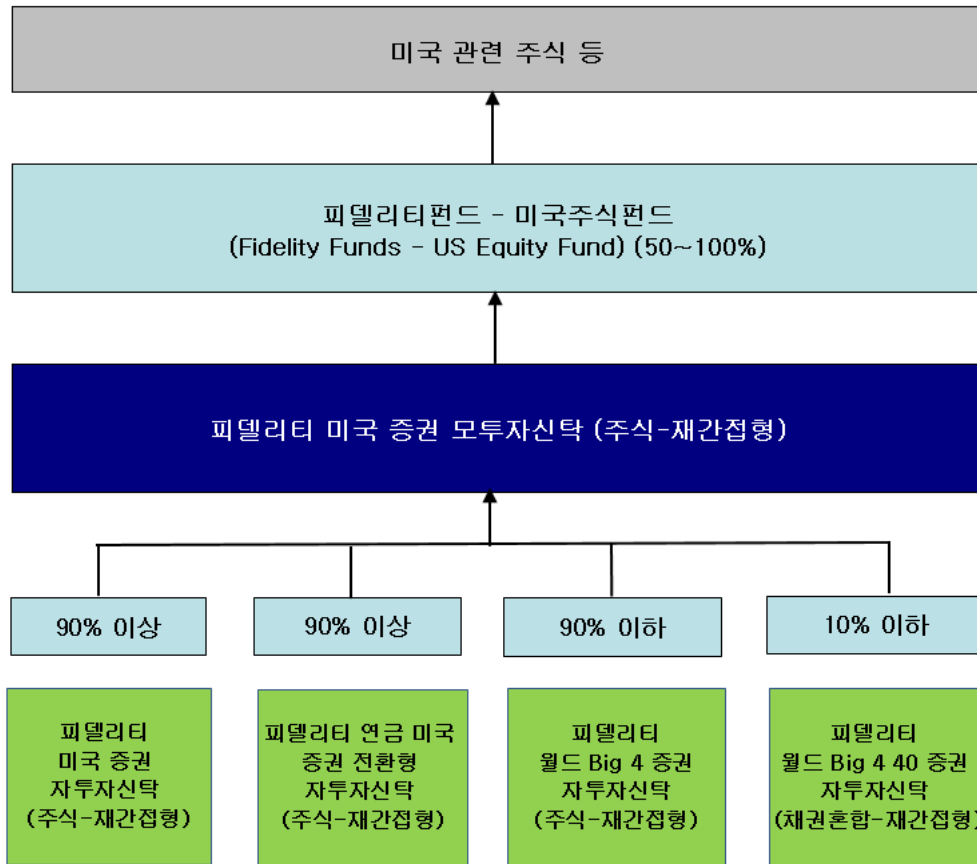 미국 관련 주식 등
피델리티펀드 - 미국주식펀드
(Fidelity Funds - US Equity Fund) (50~100%)
피델리티 미국 증권 모투자신탁 (주식-재간접형)
90% 이상
90% 이상
90% 이하
10% 이하
피델리티
미국 증권
자투자신탁
(주식-재간접형)
피델리티 연금 미국
증권 전환형
자투자신탁
(주식-재간접형)
피델리티
월드 Big 4 증권
자투자신탁
(주식-재간접형)
피델리티
월드 Big 4 40 증권
자투자신탁
(채권혼합-재간접형)